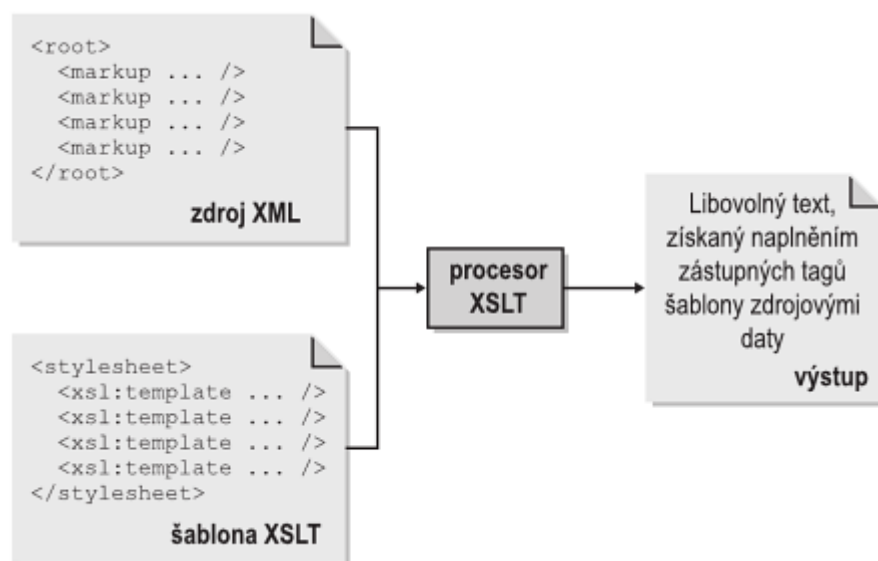 <root>
<markup ... />
<markup ... />
<markup ... />
<markup ... />
</root>
zdroj XML
<stylesheet>
<xsl:template ... />
<xsl:template ... />
<xsl:template ... />
<xsl:template ... />
</stylesheet>
šablona XSLT
procesor
XSLT
Libovolný text,
získaný naplněním
zástupných tagů
šablony zdrojovými
daty
výstup